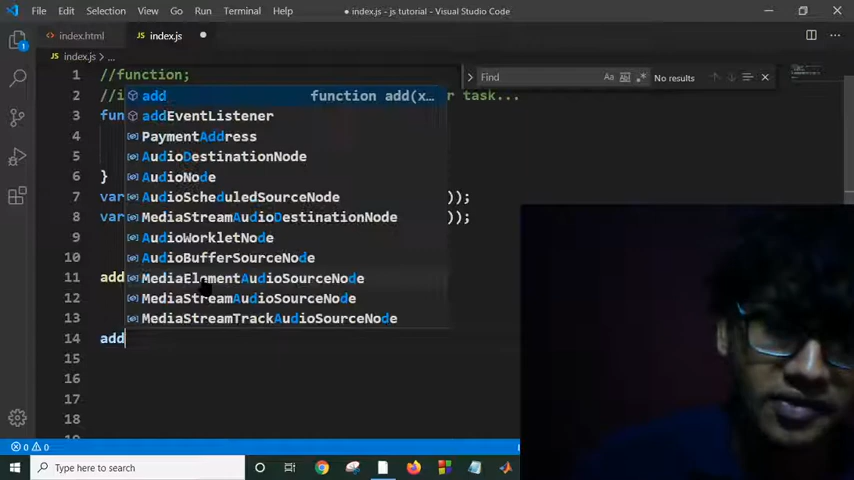 File Edit Selection View Go Run Terminal Help
● index.js - js tutorial - Visual Studio Code
index.html
index.js
index.js > ...
Find
Aa
ab
No results
1 //function;
2 //i r task...
3 fun
4
5
6 }
7 var ));
8 var ));
9
10
11 add
12
13
14 add
15
16
17
18
add function add(x…
addEventListener
PaymentAddress
AudioDestinationNode
AudioNode
AudioScheduledSourceNode
MediaStreamAudioDestinationNode
AudioWorkletNode
AudioBufferSourceNode
MediaElementAudioSourceNode
MediaStreamAudioSourceNode
MediaStreamTrackAudioSourceNode
1
0 0
Type here to search